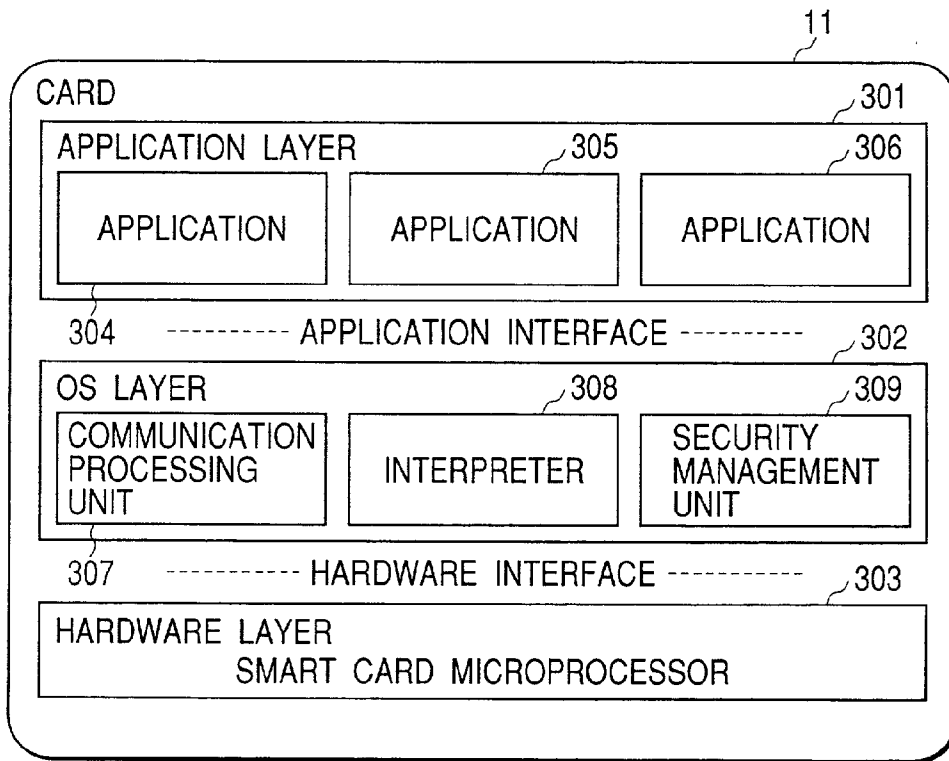 11
CARD
301
APPLICATION LAYER
305
306
APPLICATION
APPLICATION
APPLICATION
304
---------- APPLICATION INTERFACE ----------
302
OS LAYER
308
309
COMMUNICATION
PROCESSING
UNIT
INTERPRETER
SECURITY
MANAGEMENT
UNIT
307
---------- HARDWARE INTERFACE ----------
303
HARDWARE LAYER
SMART CARD MICROPROCESSOR